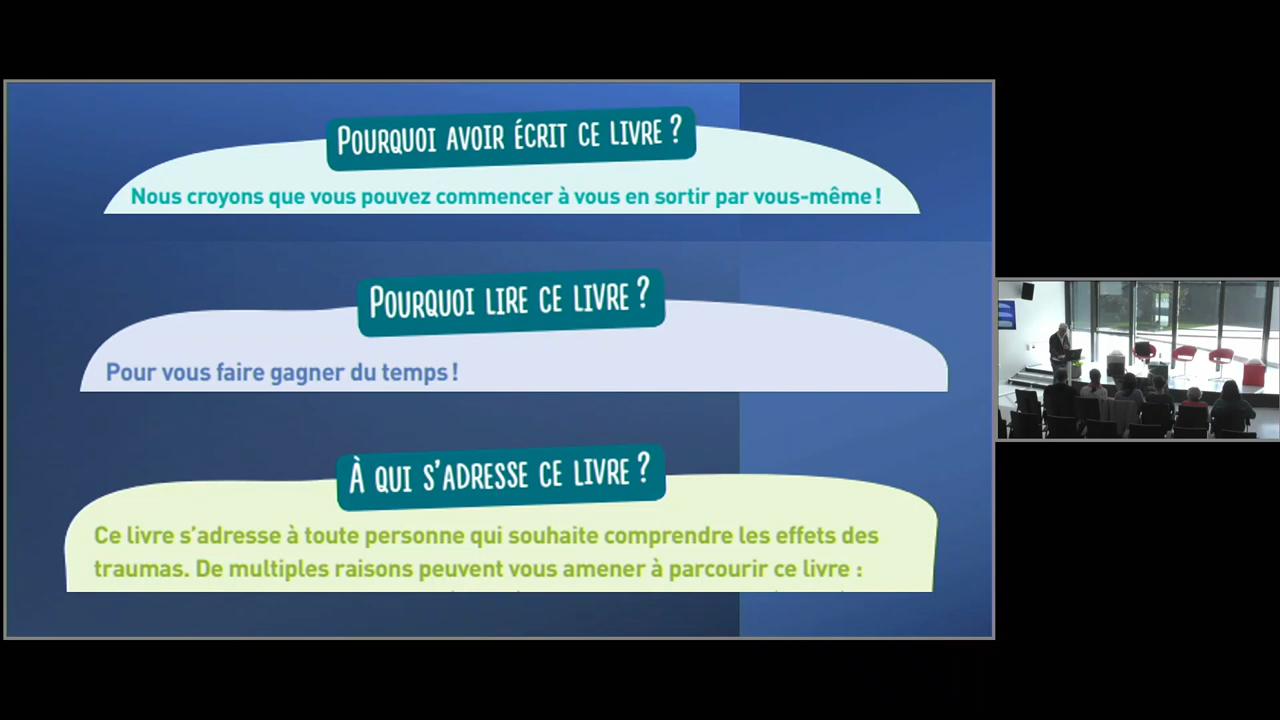 POURQUOI AVOIR ÉCRIT CE LIVRE ?
Nous croyons que vous pouvez commencer à vous en sortir par vous-même !
POURQUOI LIRE CE LIVRE ?
Pour vous faire gagner du temps !
À QUI S'ADRESSE CE LIVRE ?
Ce livre s'adresse à toute personne qui souhaite comprendre les effets des
traumas. De multiples raisons peuvent vous amener à parcourir ce livre :